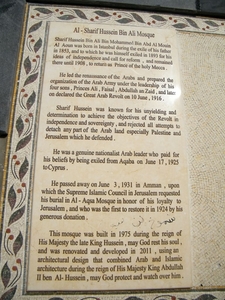 Al - Sharif Hussein Bin Ali Mosque
Sharif Hussein Bin Ali Bin Mohammed Bin Abd Al Mouin
Al Aoun was born in Istanbul during the exile of his father
in 1855, and to which he was himself exiled in 1893 for his
ideas of Independence and call for reform , and remained
there until 1908 , to return as Prince of the holy Mecca .
He led the renouncence of the Arabs and prepared the
organization of the Arab Army under the leadership of his
four sons , Princes Ali , Faisal , Abdullah an Zaid , and later
on declared the Great Arab Revolt on 10 June , 1916 .
Sharif Hussein was known for his unyielding and
determination to achieve the objectives of the Revolt in
independence and sovereignty , and rejected all attempts to
detach any part of the Arab land especially Palestine and
Jerusalem which he defended .
He was a genuine nationalist Arab leader who paid for
his beliefs by being exiled from Aqaba on June 17 , 1925
to Cyprus .
He passed away on June 3 , 1931 in Amman , upon
which the Supreme Islamic Council in Jerusalem requested
his burial in Al - Aqsa Mosque in honor of his loyalty to
Jerusalem , and who was the first to restore it in 1924 by his
generous donation .
This mosque was built in 1975 during the reign of
His Majesty the late King Hussein , may God rest his soul ,
and was renovated and developed in 2011 , using an
architectural design that combined Arab and Islamic
architecture during the reign of His Majesty King Abdullah
II ben Al- Hussein , may God protect and watch over him .